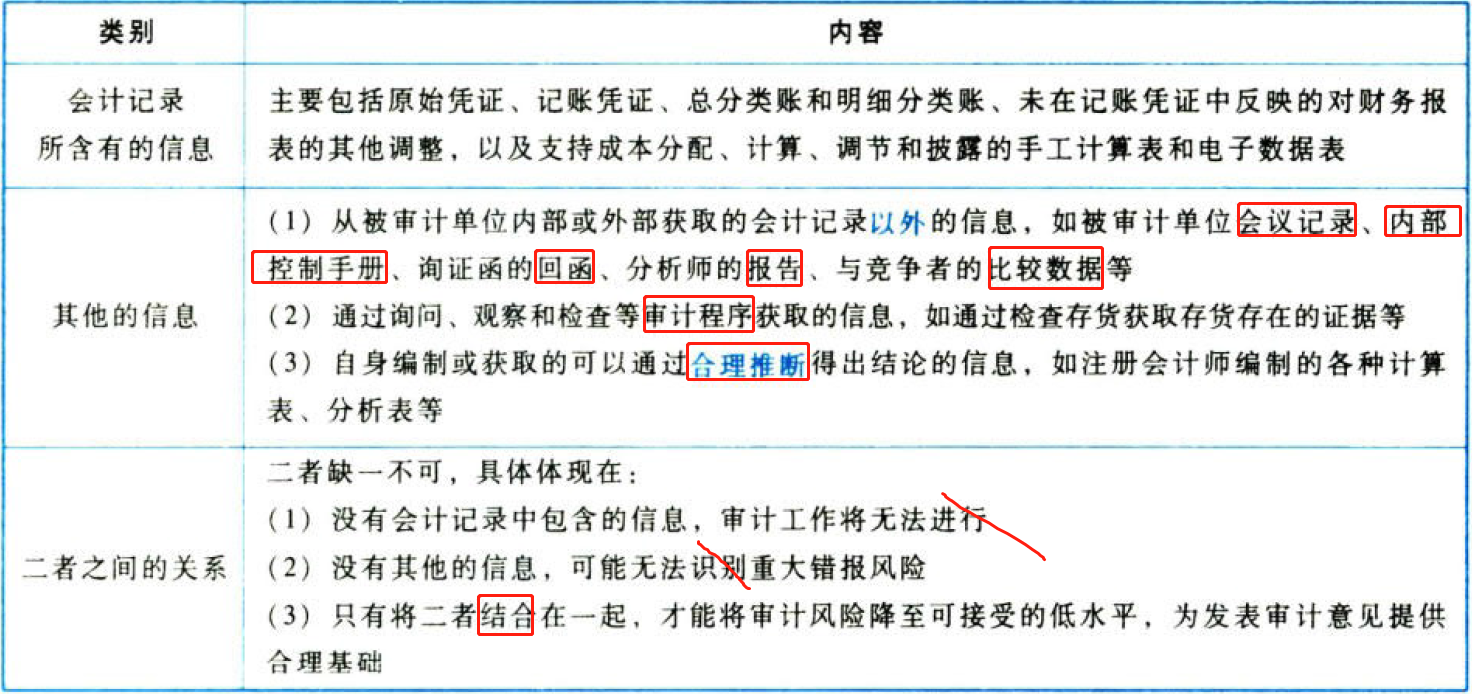 类别
内容
会计记录
所含有的信息
主要包括原始凭证、记账凭证、总分类账和明细分类账、未在记账凭证中反映的对财务报
表的其他调整，以及支持成本分配、计算、调节和披露的手工计算表和电子数据表
其他的信息
（1）从被审计单位内部或外部获取的会计记录以外的信息，如被审计单位会议记录、内部
控制手册、询证函的回函、分析师的报告、与竞争者的比较数据等
（2）通过询问、观察和检查等审计程序获取的信息，如通过检查存货获取存货存在的证据等
（3）自身编制或获取的可以通过合理推断得出结论的信息，如注册会计师编制的各种计算
表、分析表等
二者之间的关系
二者缺一不可，具体体现在：
（1）没有会计记录中包含的信息，审计工作将无法进行
（2）没有其他的信息，可能无法识别重大错报风险
（3）只有将二者结合在一起，才能将审计风险降至可接受的低水平，为发表审计意见提供
合理基础